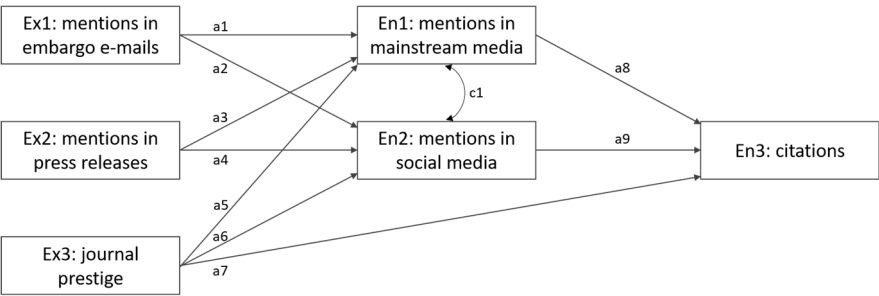 Ex1: mentions in
embargo e-mails
a1
a2
En1: mentions in
mainstream media
a8
c1
Ex2: mentions in
press releases
a3
a4
En2: mentions in
social media
a9
En3: citations
Ex3: journal
prestige
a5
a6
a7